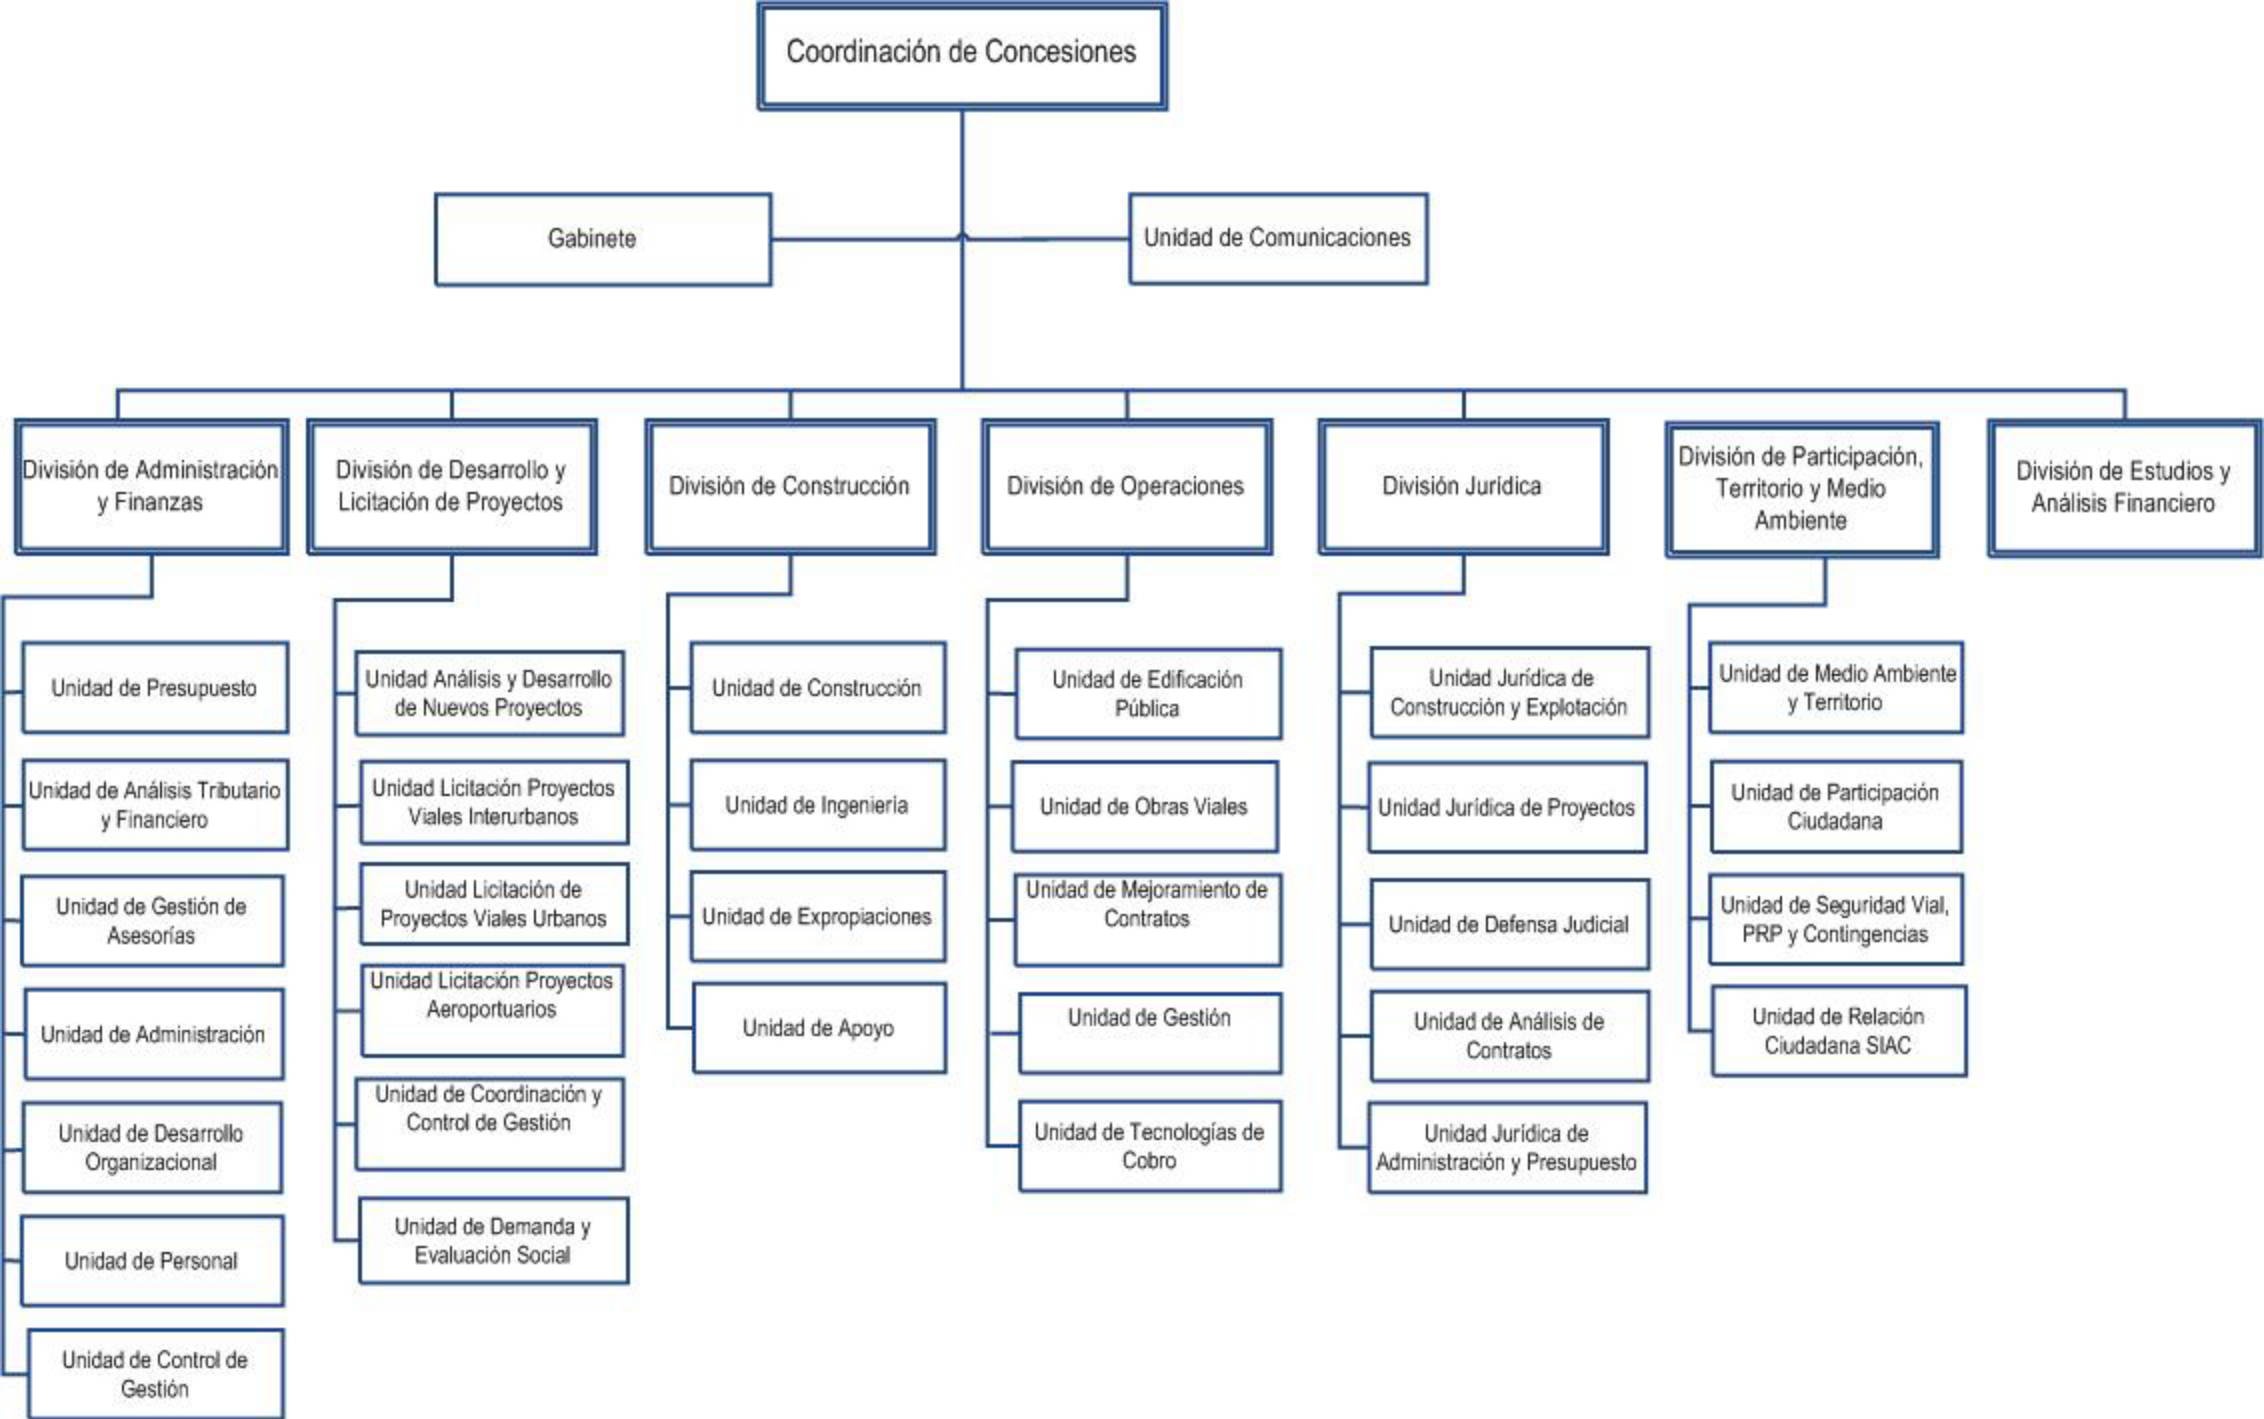 Coordinación de Concesiones
Gabinete
Unidad de Comunicaciones
División de Administración
y Finanzas
División de Desarrollo y
Licitación de Proyectos
División de Construcción
División de Operaciones
División Jurídica
División de Participación,
Territorio y Medio
Ambiente
División de Estudios y
Análisis Financiero
Unidad de Presupuesto
Unidad de Análisis Tributario
y Financiero
Unidad de Gestión de
Asesorías
Unidad de Administración
Unidad de Desarrollo
Organizacional
Unidad de Personal
Unidad de Control de
Gestión
Unidad Análisis y Desarrollo
de Nuevos Proyectos
Unidad Licitación Proyectos
Viales Interurbanos
Unidad Licitación de
Proyectos Viales Urbanos
Unidad Licitación Proyectos
Aeroportuarios
Unidad de Coordinación y
Control de Gestión
Unidad de Demanda y
Evaluación Social
Unidad de Construcción
Unidad de Ingeniería
Unidad de Expropiaciones
Unidad de Apoyo
Unidad de Edificación
Pública
Unidad de Obras Viales
Unidad de Mejoramiento de
Contratos
Unidad de Gestión
Unidad de Tecnologías de
Cobro
Unidad Jurídica de
Construcción y Explotación
Unidad Jurídica de Proyectos
Unidad de Defensa Judicial
Unidad de Análisis de
Contratos
Unidad Jurídica de
Administración y Presupuesto
Unidad de Medio Ambiente
y Territorio
Unidad de Participación
Ciudadana
Unidad de Seguridad Vial,
PRP y Contingencias
Unidad de Relación
Ciudadana SIAC